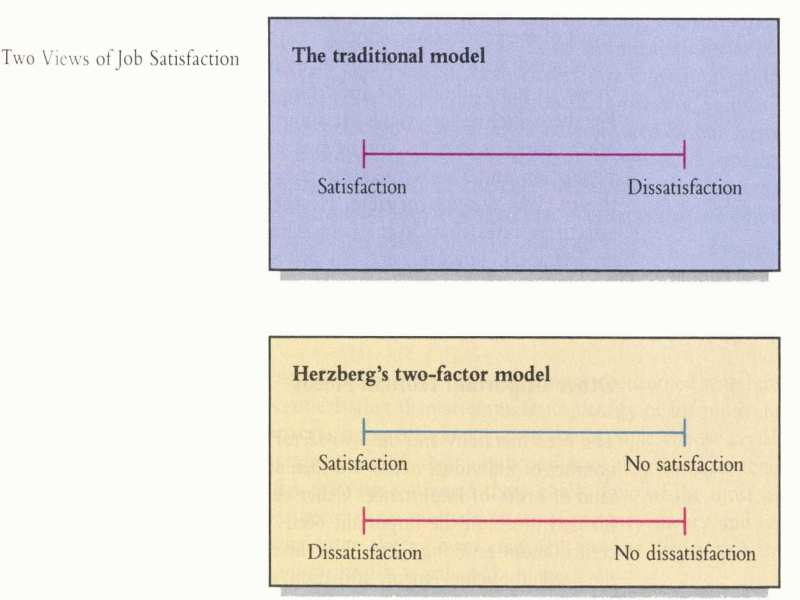 Two Views of Job Satisfaction
The traditional model
Satisfaction Dissatisfaction
Herzberg's two-factor model
Satisfaction No satisfaction
Dissatisfaction No dissatisfaction